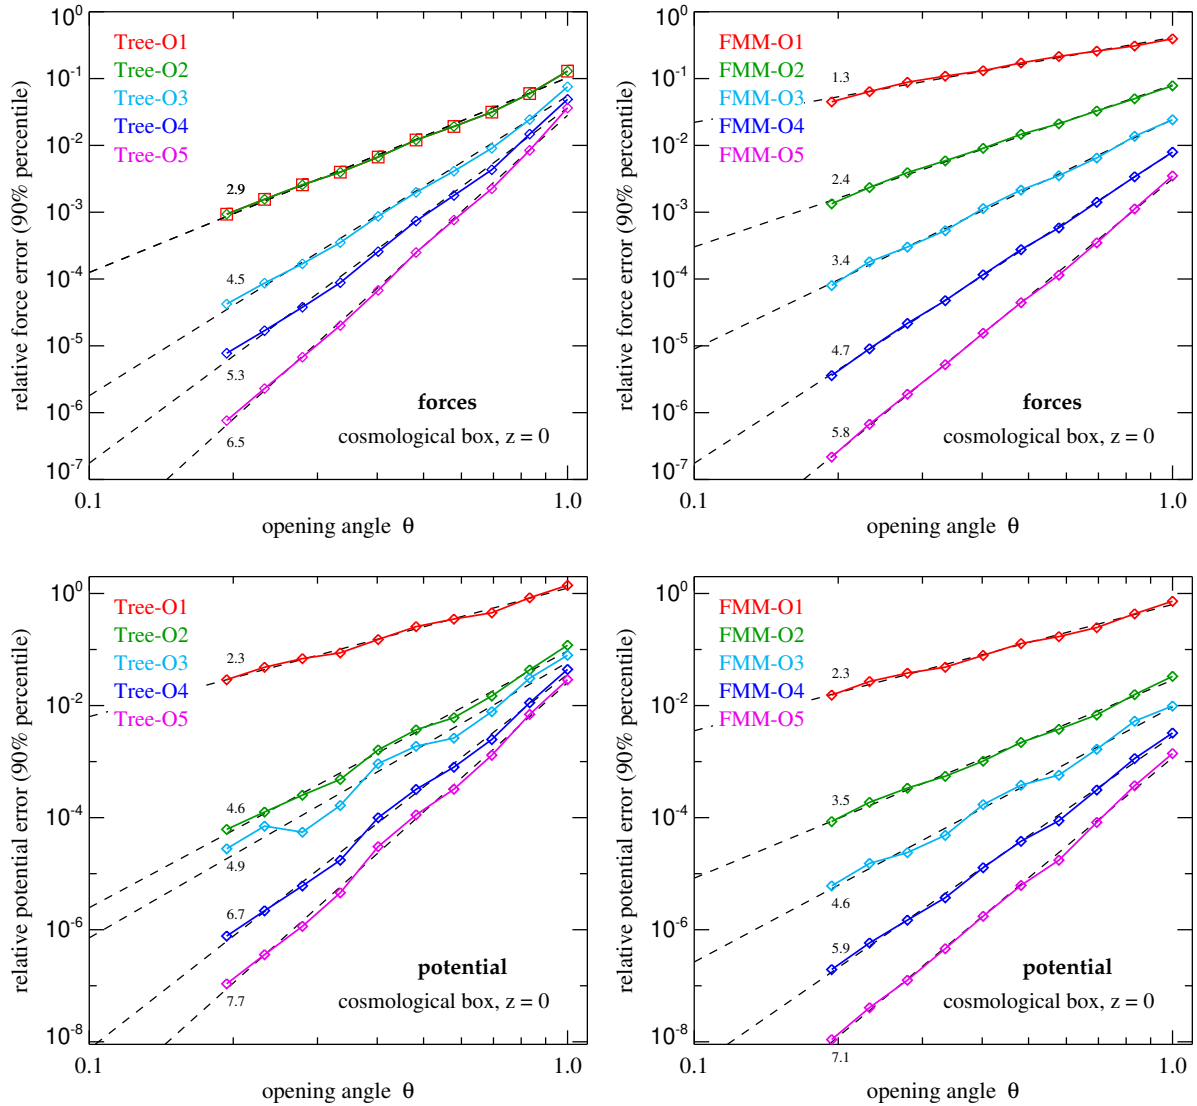 Tree-O1
Tree-O2
Tree-O3
Tree-O4
Tree-O5
10^0
10^-1
10^-2
10^-3
10^-4
10^-5
10^-6
10^-7
relative force error (90% percentile)
2.9
4.5
5.3
6.5
forces
cosmological box, z = 0
0.1
1.0
opening angle θ
FMM-O1
FMM-O2
FMM-O3
FMM-O4
FMM-O5
10^0
10^-1
10^-2
10^-3
10^-4
10^-5
10^-6
10^-7
relative force error (90% percentile)
1.3
2.4
3.4
4.7
5.8
forces
cosmological box, z = 0
0.1
1.0
opening angle θ
Tree-O1
Tree-O2
Tree-O3
Tree-O4
Tree-O5
10^0
10^-2
10^-4
10^-6
10^-8
relative potential error (90% percentile)
2.3
4.6
4.9
6.7
7.7
potential
cosmological box, z = 0
0.1
1.0
opening angle θ
FMM-O1
FMM-O2
FMM-O3
FMM-O4
FMM-O5
10^0
10^-2
10^-4
10^-6
10^-8
relative potential error (90% percentile)
2.3
3.5
4.6
5.9
7.1
potential
cosmological box, z = 0
0.1
1.0
opening angle θ